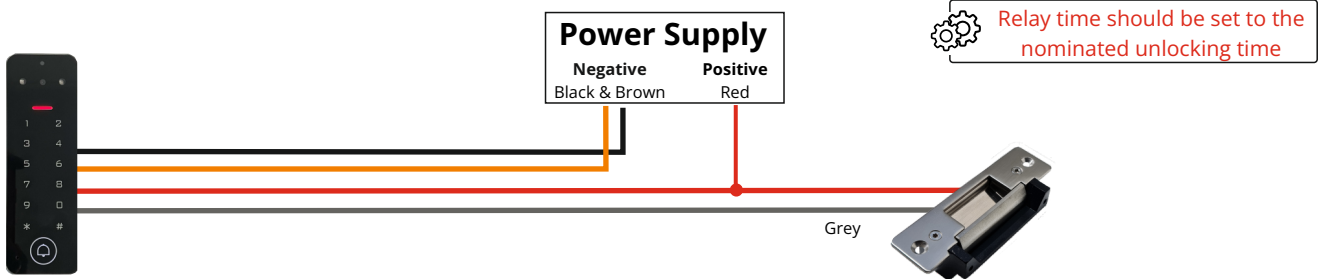 Power Supply
Negative Positive
Black & Brown Red
Relay time should be set to the
nominated unlocking time
1 2
3 4
5 6
7 8
9 0
* #
Grey